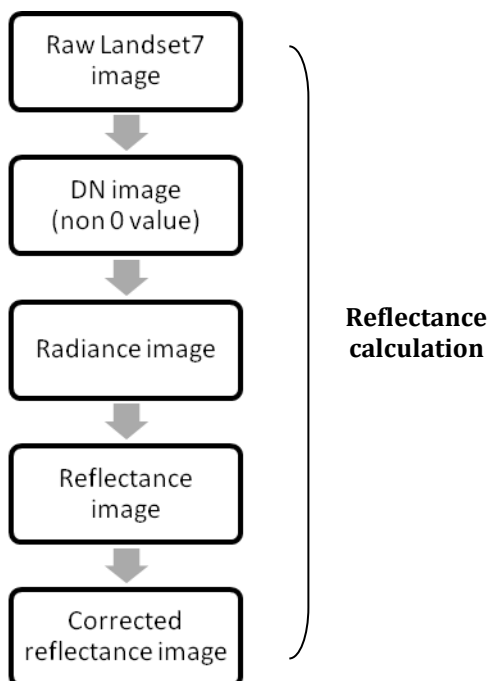 Raw Landset7
image
DN image
(non 0 value)
Radiance image
Reflectance
image
Corrected
reflectance image
Reflectance
calculation